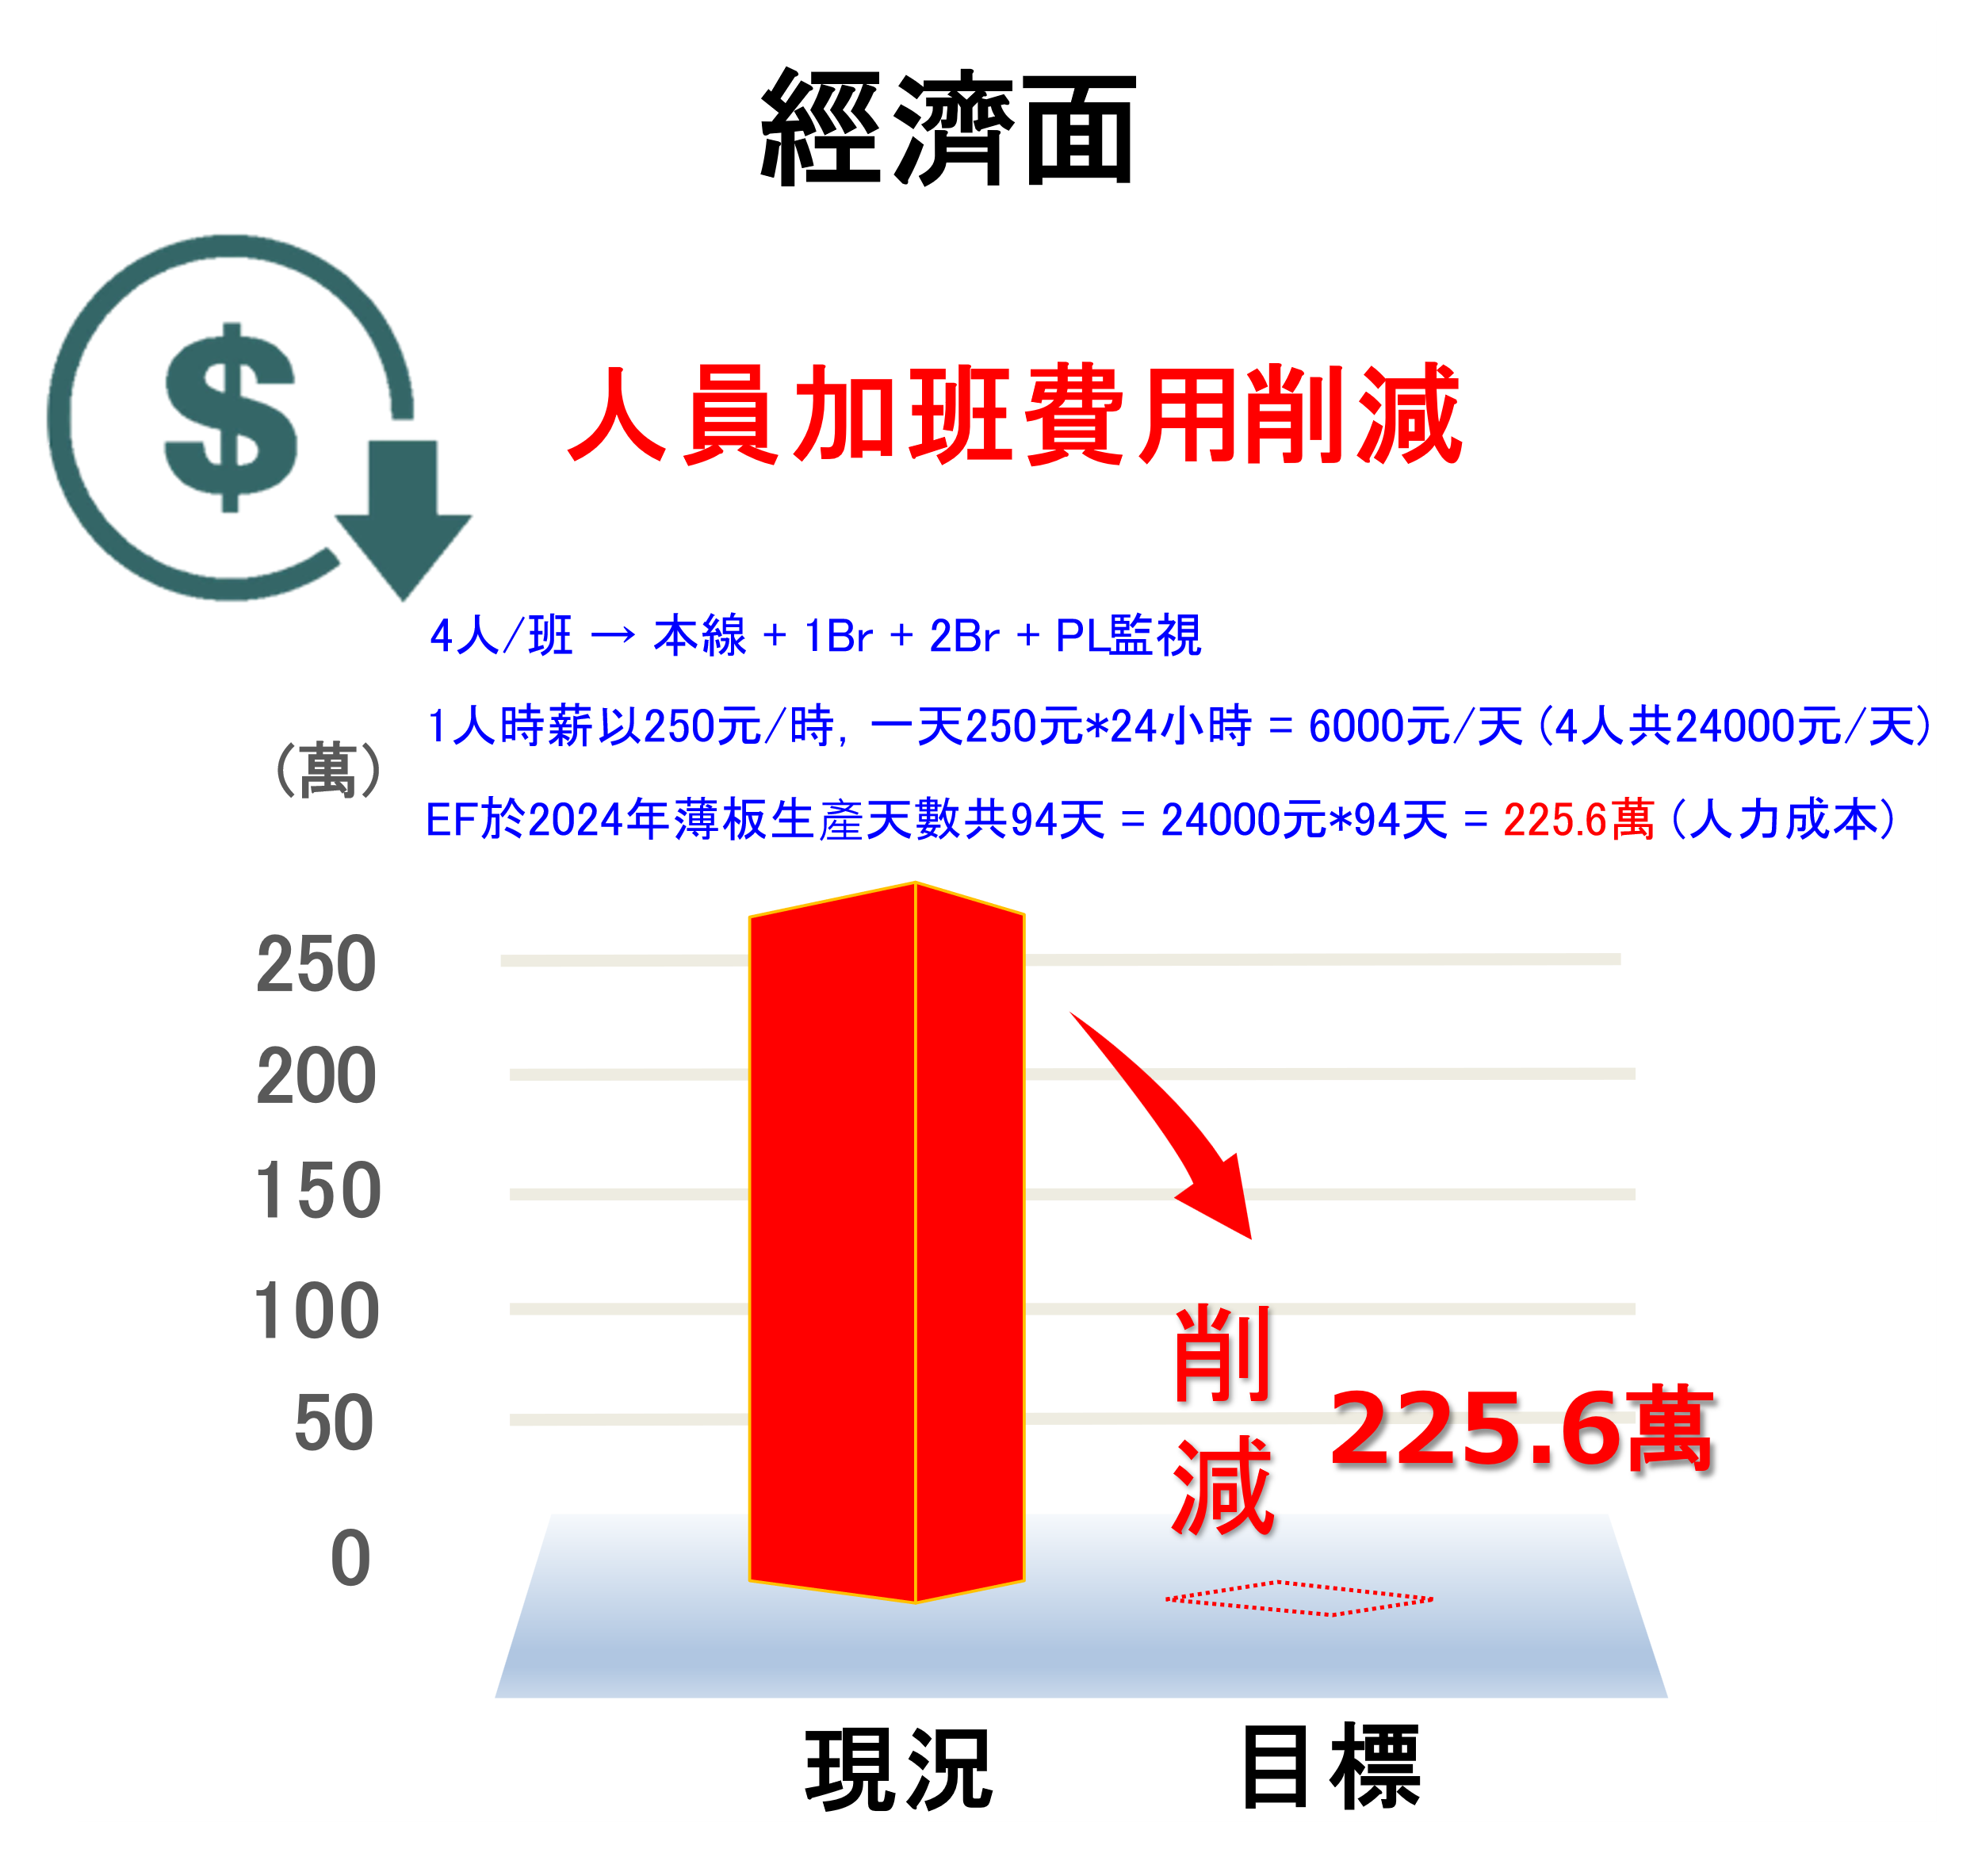 經濟面
$
人員加班費用削減
4人/班 → 本線 + 1Br + 2Br + PL監視
1人時薪以250元/時, 一天250元*24小時 = 6000元/天 (4人共24000元/天)
(萬)
EF於2024年薄板生産天數共94天 = 24000元*94天 = 225.6萬 (人力成本)
250
200
150
100
50
0
削減
225.6萬
現況
目標